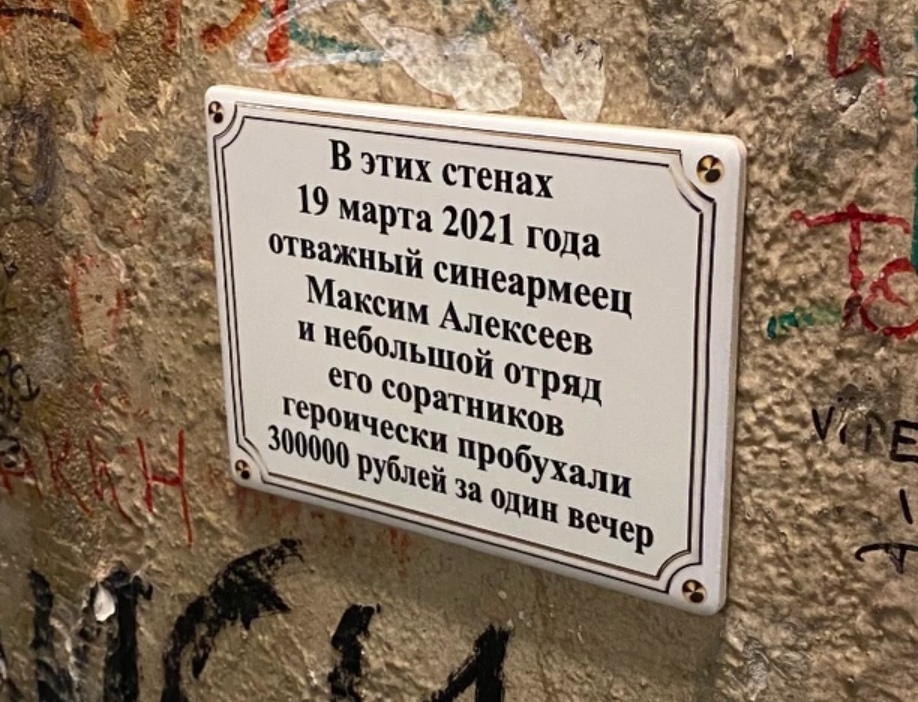 В этих стенах
19 марта 2021 года
отважный синеармеец
Максим Алексеев
и небольшой отряд
его соратников
героически пробухали
300000 рублей за один вечер